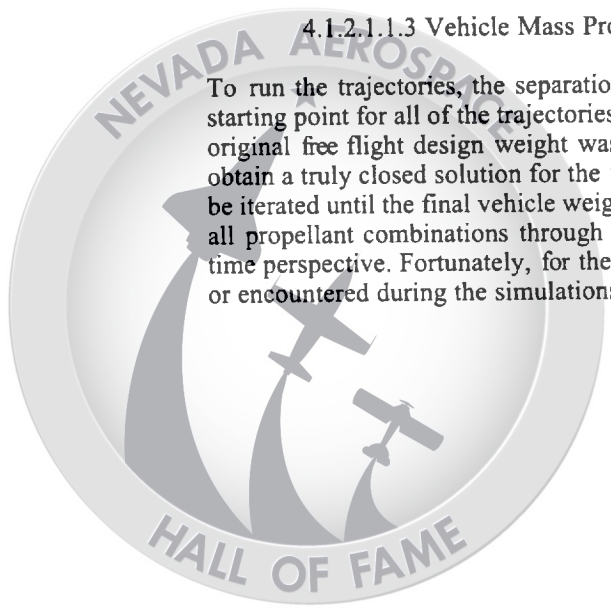 4.1.2.1.1.3 Vehicle Mass Pro
To run the trajectories, the separatio
starting point for all of the trajectories
original free flight design weight was
obtain a truly closed solution for the
be iterated until the final vehicle weig
all propellant combinations through
time perspective. Fortunately, for the
or encountered during the simulations
NEVADA AEROSPACE
HALL OF FAME